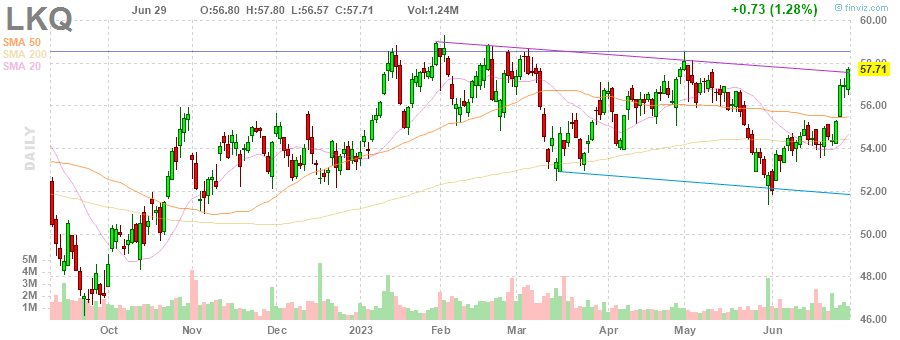 LKQ
Jun 29 O:56.80 H:57.80 L:56.57 C:57.71 Vol:1.24M +0.73 (1.28%)
finviz.com
SMA 50
SMA 200
SMA 20
DAILY
60.00
58.00
57.71
56.00
54.00
52.00
50.00
48.00
46.00
5M
4M
3M
2M
1M
Oct Nov Dec 2023 Feb Mar Apr May Jun